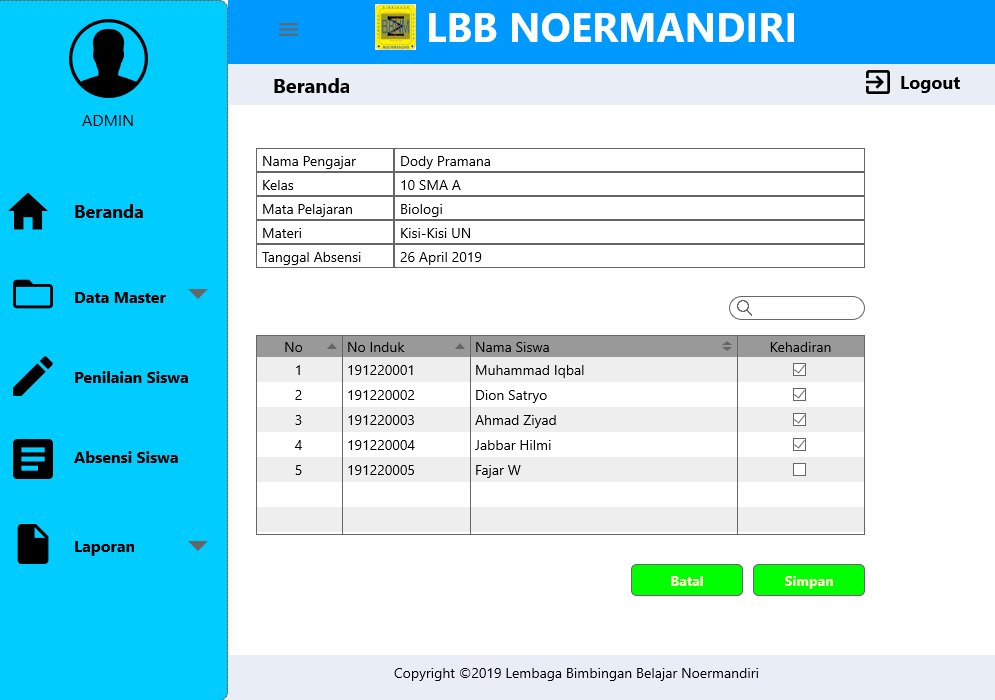 LBB NOERMANDIRI
ADMIN
Beranda
Logout
Beranda
Data Master
Penilaian Siswa
Absensi Siswa
Laporan
Nama Pengajar Dody Pramana
Kelas 10 SMA A
Mata Pelajaran Biologi
Materi Kisi-Kisi UN
Tanggal Absensi 26 April 2019
No No Induk Nama Siswa Kehadiran
1 191220001 Muhammad Iqbal
2 191220002 Dion Satryo
3 191220003 Ahmad Ziyad
4 191220004 Jabbar Hilmi
5 191220005 Fajar W
Batal Simpan
Copyright ©2019 Lembaga Bimbingan Belajar Noermandiri